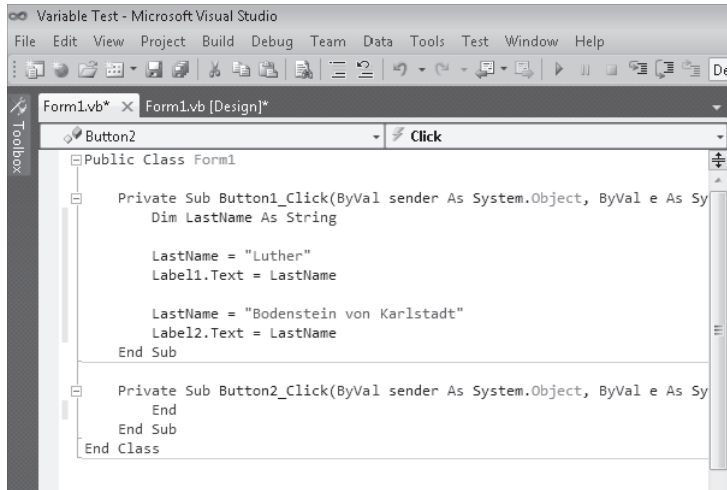 Variable Test - Microsoft Visual Studio
File Edit View Project Build Debug Team Data Tools Test Window Help
De
Form1.vb* Form1.vb [Design]*
Toolbox
Button2 Click
Public Class Form1
Private Sub Button1_Click(ByVal sender As System.Object, ByVal e As Sy
Dim LastName As String
LastName = "Luther"
Label1.Text = LastName
LastName = "Bodenstein von Karlstadt"
Label2.Text = LastName
End Sub
Private Sub Button2_Click(ByVal sender As System.Object, ByVal e As Sy
End
End Sub
End Class